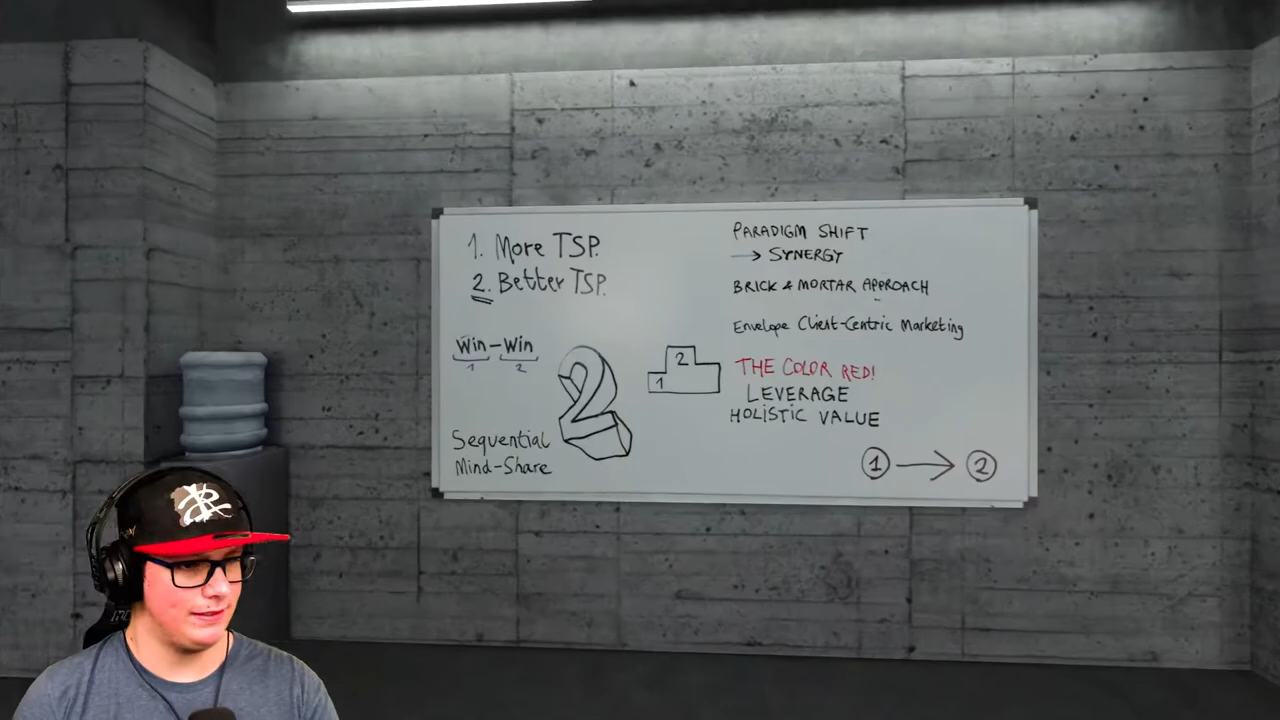 1. More TSP.
2. Better TSP.
Win-Win
1 2
Sequential
Mind-Share
2
2
1
PARADIGM SHIFT
→ SYNERGY
BRICK & MORTAR APPROACH
Envelope Client-Centric Marketing
THE COLOR RED!
LEVERAGE
HOLISTIC VALUE
1 → 2